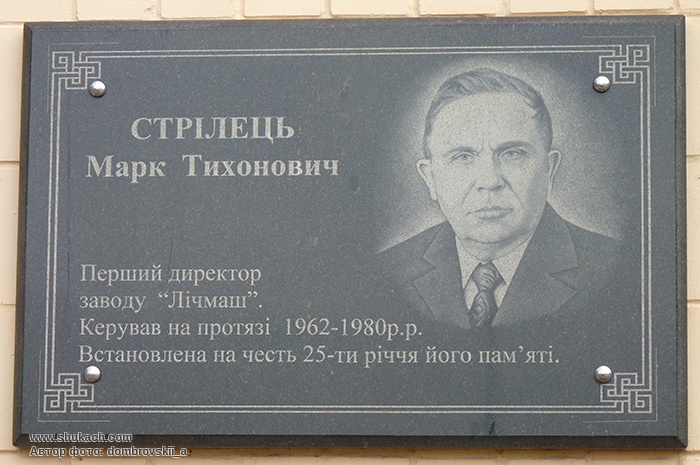 СТРІЛЕЦЬ
Марк Тихонович
Перший директор
заводу “Лічмаш”.
Керував на протязі 1962-1980р.р.
Встановлена на честь 25-ти річчя його пам’яті.
www.shukach.com
Автор фото: dombrovskii_a